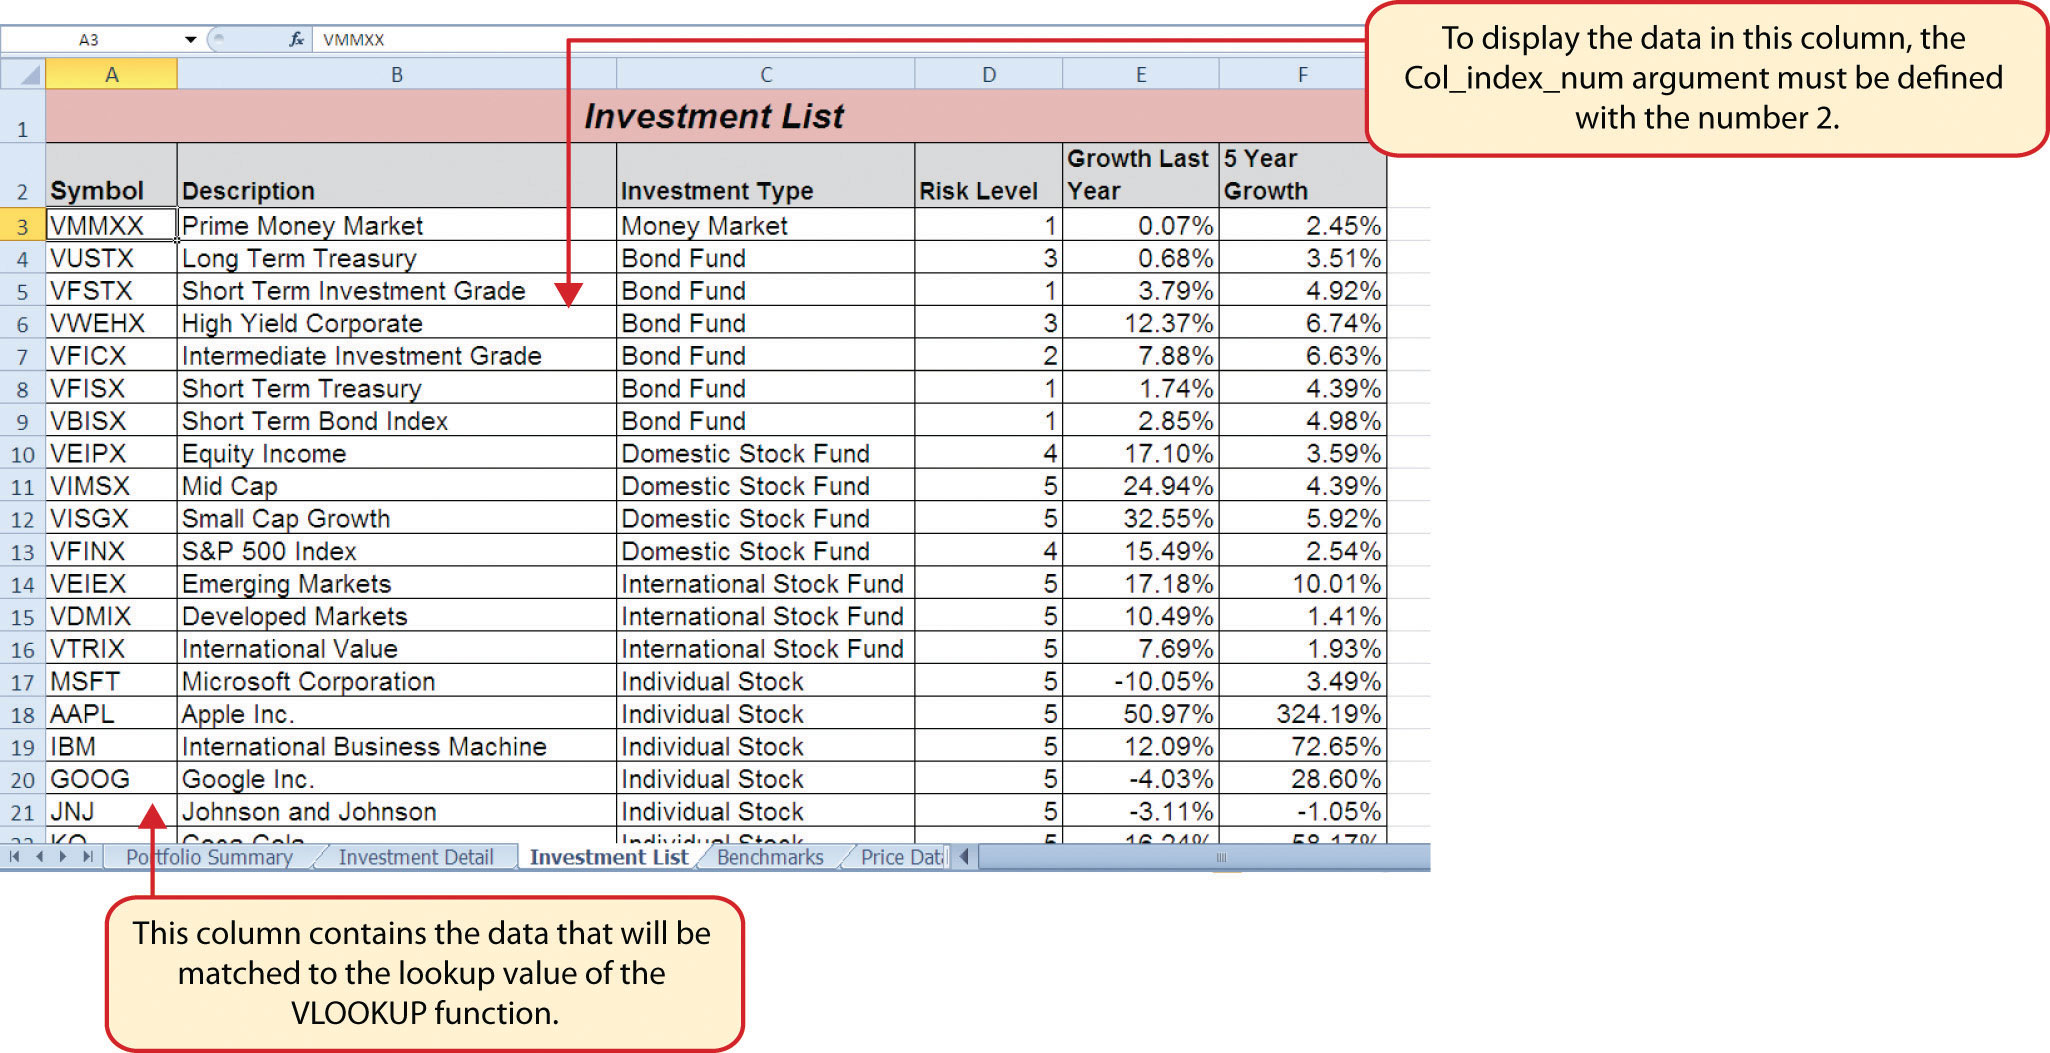 A3 fx VMMXX
To display the data in this column, the
Col_index_num argument must be defined
with the number 2.
A B C D E F
1 Investment List
Growth Last 5 Year
2 Symbol Description Investment Type Risk Level Year Growth
3 VMMXX Prime Money Market Money Market 1 0.07% 2.45%
4 VUSTX Long Term Treasury Bond Fund 3 0.68% 3.51%
5 VFSTX Short Term Investment Grade Bond Fund 1 3.79% 4.92%
6 VWEHX High Yield Corporate Bond Fund 3 12.37% 6.74%
7 VFICX Intermediate Investment Grade Bond Fund 2 7.88% 6.63%
8 VFISX Short Term Treasury Bond Fund 1 1.74% 4.39%
9 VBISX Short Term Bond Index Bond Fund 1 2.85% 4.98%
10 VEIPX Equity Income Domestic Stock Fund 4 17.10% 3.59%
11 VIMSX Mid Cap Domestic Stock Fund 5 24.94% 4.39%
12 VISGX Small Cap Growth Domestic Stock Fund 5 32.55% 5.92%
13 VFINX S&P 500 Index Domestic Stock Fund 4 15.49% 2.54%
14 VEIEX Emerging Markets International Stock Fund 5 17.18% 10.01%
15 VDMIX Developed Markets International Stock Fund 5 10.49% 1.41%
16 VTRIX International Value International Stock Fund 5 7.69% 1.93%
17 MSFT Microsoft Corporation Individual Stock 5 -10.05% 3.49%
18 AAPL Apple Inc. Individual Stock 5 50.97% 324.19%
19 IBM International Business Machine Individual Stock 5 12.09% 72.65%
20 GOOG Google Inc. Individual Stock 5 -4.03% 28.60%
21 JNJ Johnson and Johnson Individual Stock 5 -3.11% -1.05%
22 KO Coca Cola Individual Stock 5 16.24% 58.17%
Portfolio Summary Investment Detail Investment List Benchmarks Price Dat
This column contains the data that will be
matched to the lookup value of the
VLOOKUP function.